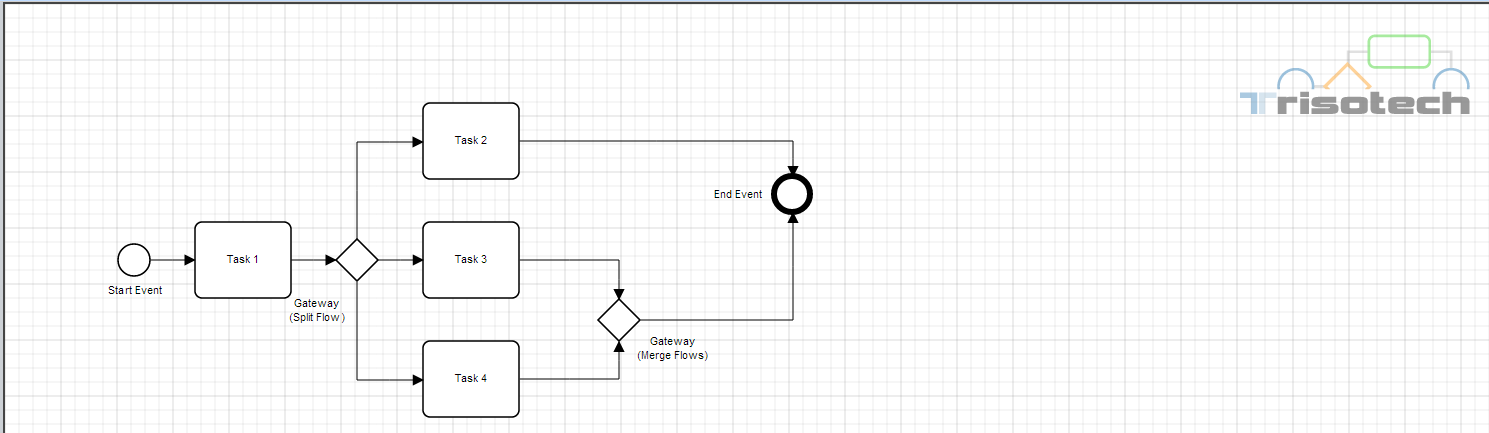 Trisotech
Task 2
End Event
Task 1
Task 3
Start Event
Gateway
(Split Flow)
Gateway
(Merge Flows)
Task 4